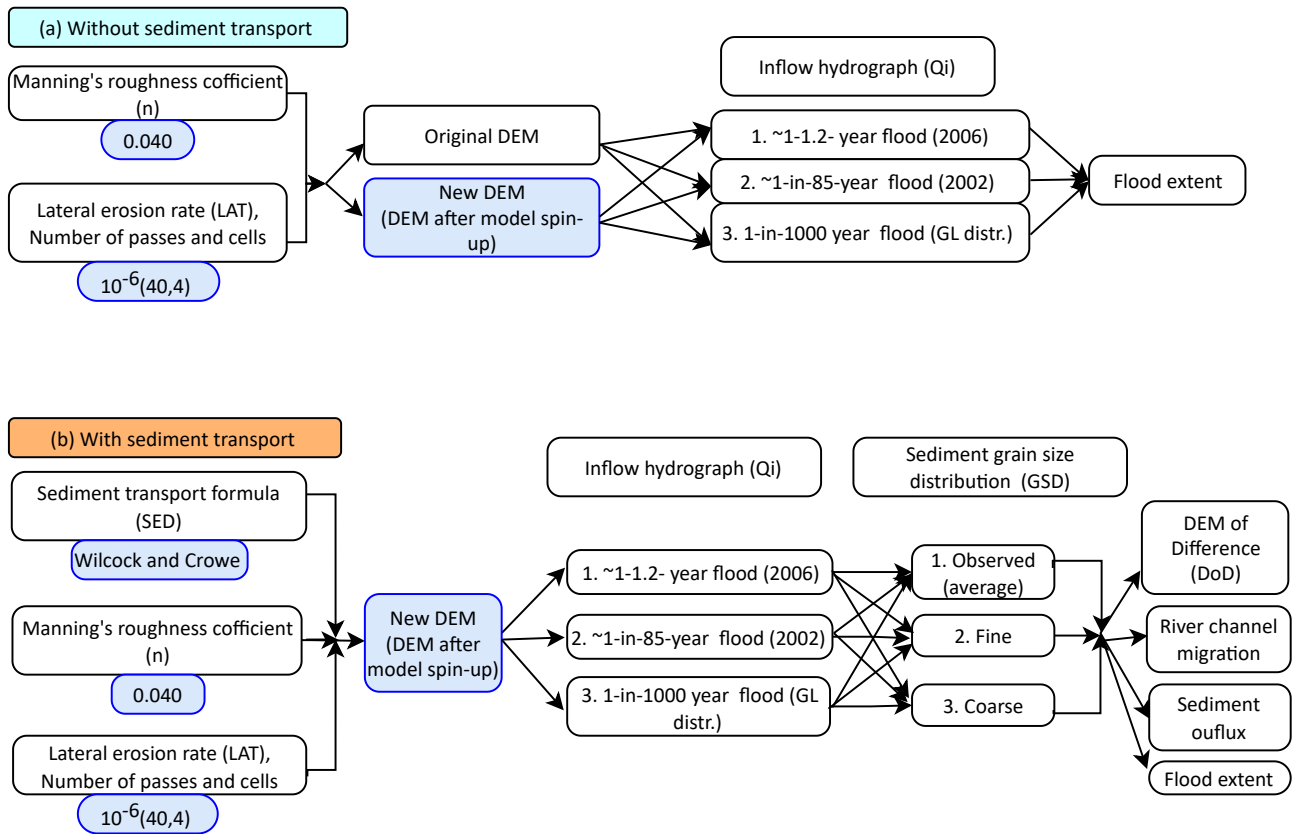 (a) Without sediment transport
Manning's roughness cofficient
(n)
0.040
Lateral erosion rate (LAT),
Number of passes and cells
10⁻⁶(40,4)
Original DEM
New DEM
(DEM after model spin-
up)
Inflow hydrograph (Qi)
1. ~1-1.2- year flood (2006)
2. ~1-in-85-year flood (2002)
3. 1-in-1000 year flood (GL distr.)
Flood extent
(b) With sediment transport
Sediment transport formula
(SED)
Wilcock and Crowe
Manning's roughness cofficient
(n)
0.040
Lateral erosion rate (LAT),
Number of passes and cells
10⁻⁶(40,4)
New DEM
(DEM after
model spin-up)
Inflow hydrograph (Qi)
1. ~1-1.2- year flood (2006)
2. ~1-in-85-year flood (2002)
3. 1-in-1000 year flood (GL
distr.)
Sediment grain size
distribution (GSD)
1. Observed
(average)
2. Fine
3. Coarse
DEM of
Difference
(DoD)
River channel
migration
Sediment
ouflux
Flood extent